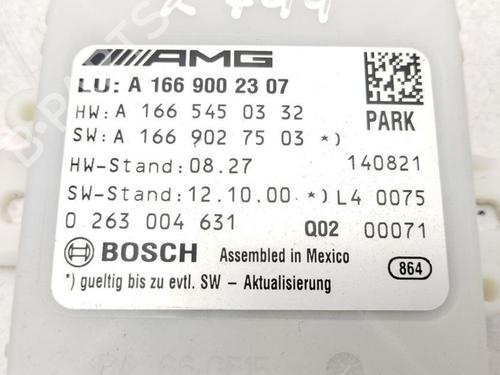 AMG
LU: A 166 900 23 07
HW: A 166 545 03 32
SW: A 166 902 75 03 *)
PARK
HW-Stand: 08.27 140821
SW-Stand: 12.10.00 *) L4 0075
0 263 004 631 Q02 00071
BOSCH Assembled in Mexico
*) gueltig bis zu evtl. SW - Aktualisierung 864